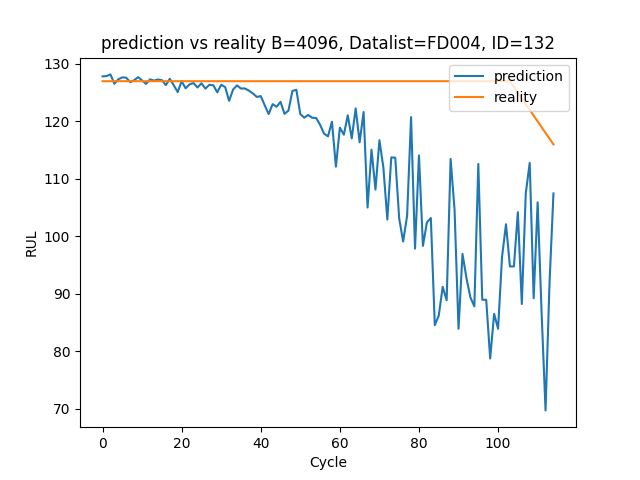 prediction vs reality B=4096, Datalist=FD004, ID=132
130
120
110
100
90
80
70
RUL
0
20
40
60
80
100
Cycle
prediction
reality